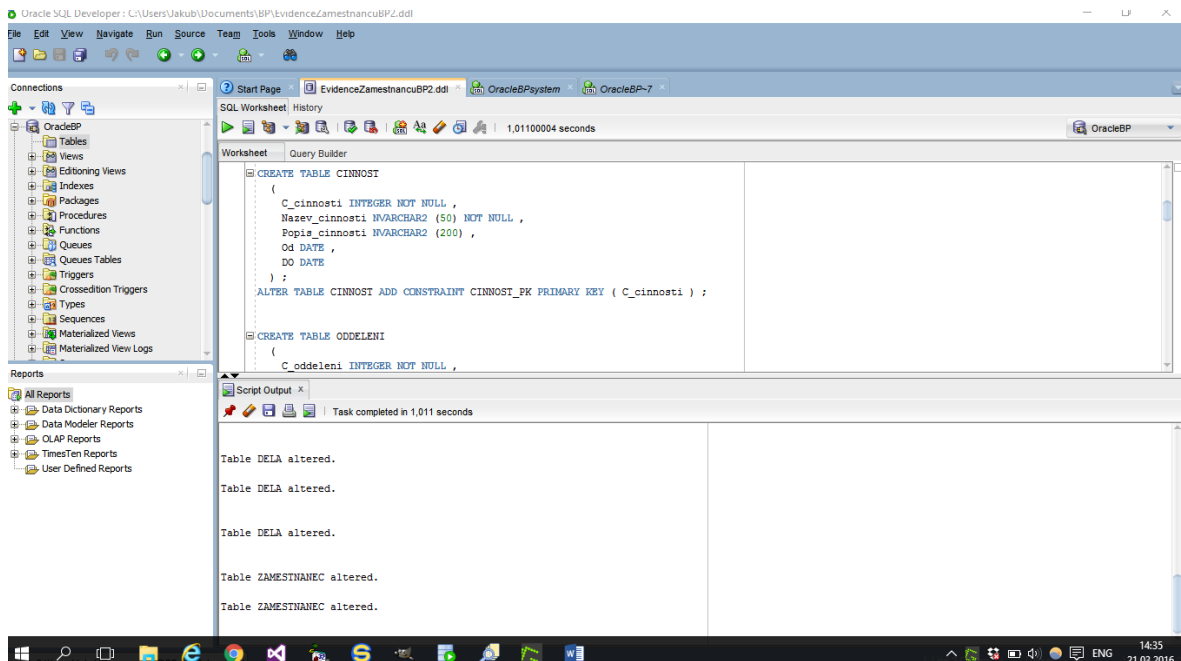 Oracle SQL Developer : C:\Users\Jakub\Documents\BP\EvidenceZamestnancuBP2.ddl
File Edit View Navigate Run Source Team Tools Window Help
Connections
OracleBP
Tables
Views
Editioning Views
Indexes
Packages
Procedures
Functions
Queues
Queues Tables
Triggers
Crossedition Triggers
Types
Sequences
Materialized Views
Materialized View Logs
Reports
All Reports
Data Dictionary Reports
Data Modeler Reports
OLAP Reports
TimesTen Reports
User Defined Reports
Start Page EvidenceZamestnancuBP2.ddl OracleBPsystem OracleBP~7
SQL Worksheet History
1,01100004 seconds
OracleBP
Worksheet Query Builder
CREATE TABLE CINNOST
(
C_cinnosti INTEGER NOT NULL ,
Nazev_cinnosti NVARCHAR2 (50) NOT NULL ,
Popis_cinnosti NVARCHAR2 (200) ,
Od DATE ,
DO DATE
) ;
ALTER TABLE CINNOST ADD CONSTRAINT CINNOST_PK PRIMARY KEY ( C_cinnosti ) ;
CREATE TABLE ODDELENI
(
C_oddeleni INTEGER NOT NULL ,
Script Output
Task completed in 1,011 seconds
Table DELA altered.
Table DELA altered.
Table DELA altered.
Table ZAMESTNANEC altered.
Table ZAMESTNANEC altered.
ENG
14:35
21.03.2016